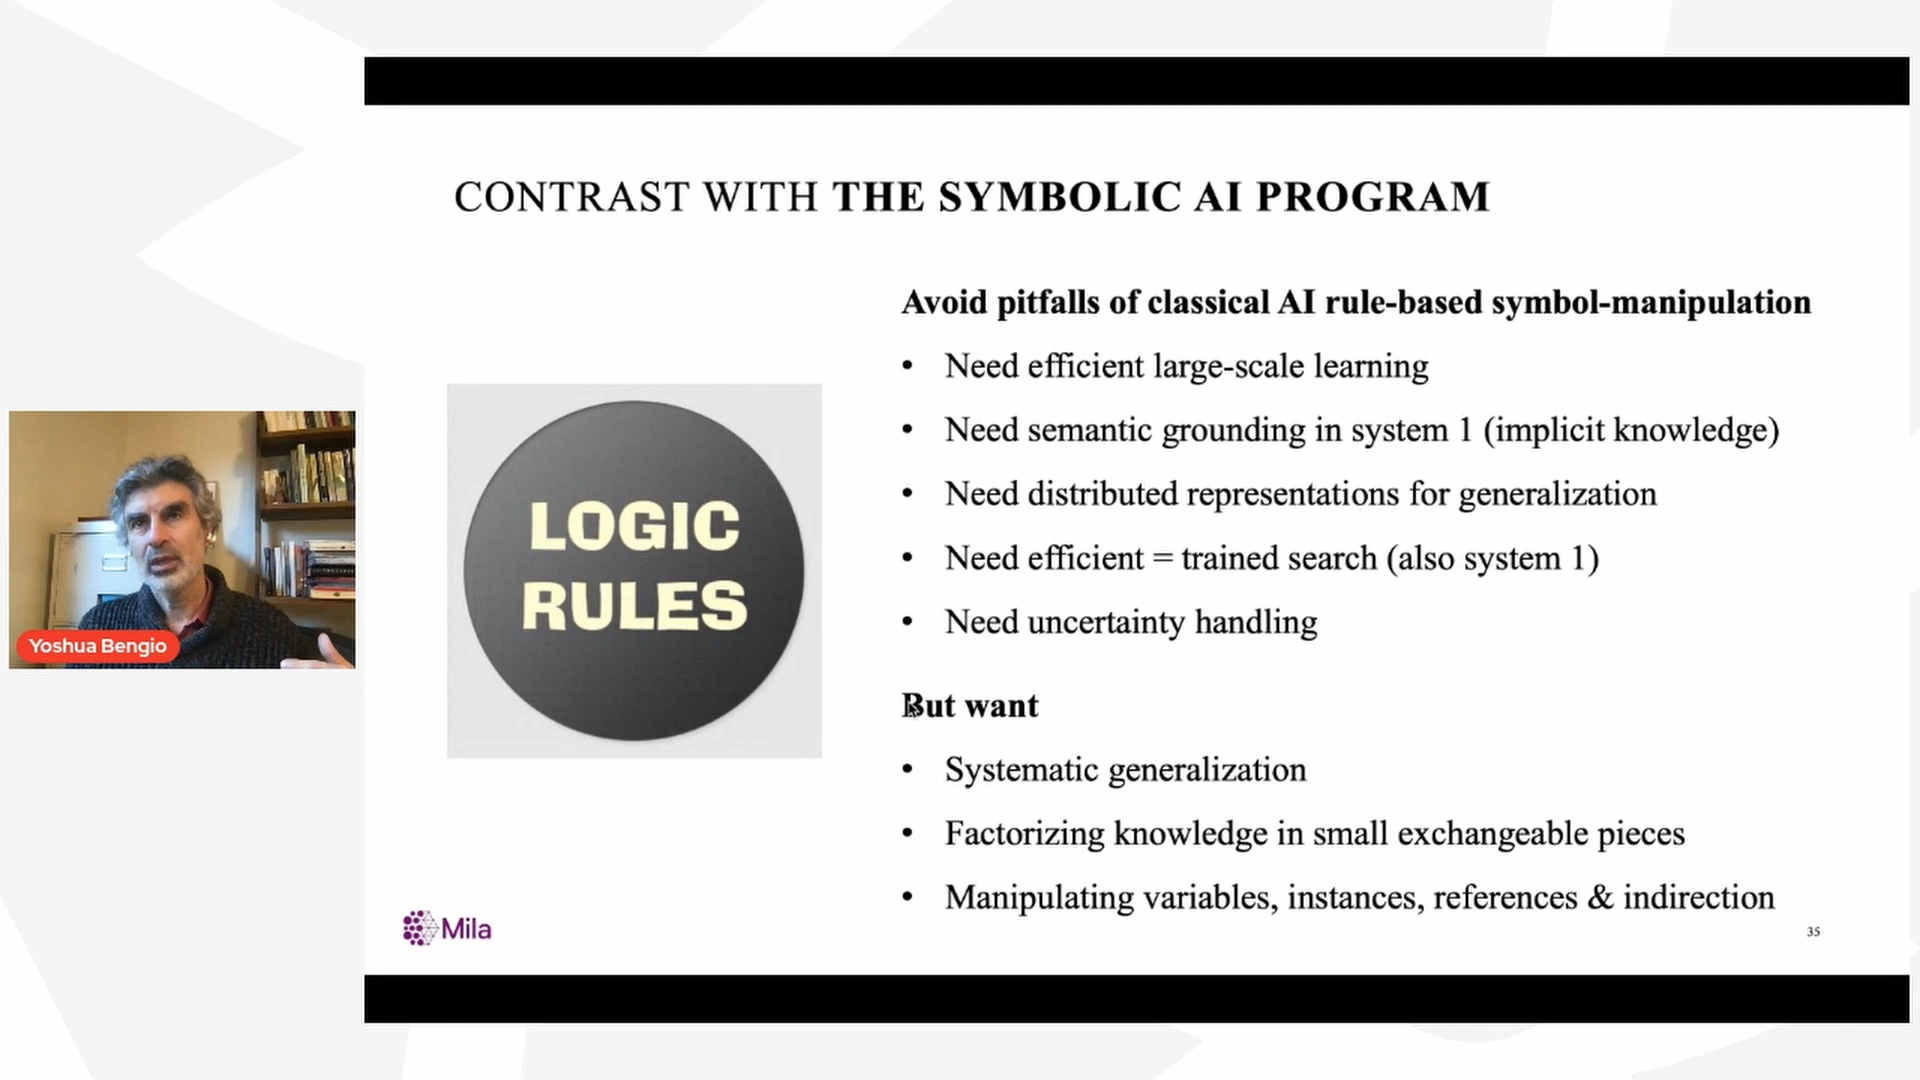 CONTRAST WITH THE SYMBOLIC AI PROGRAM
LOGIC
RULES
Avoid pitfalls of classical AI rule-based symbol-manipulation
• Need efficient large-scale learning
• Need semantic grounding in system 1 (implicit knowledge)
• Need distributed representations for generalization
• Need efficient = trained search (also system 1)
• Need uncertainty handling
But want
• Systematic generalization
• Factorizing knowledge in small exchangeable pieces
• Manipulating variables, instances, references & indirection
Yoshua Bengio
Mila
35